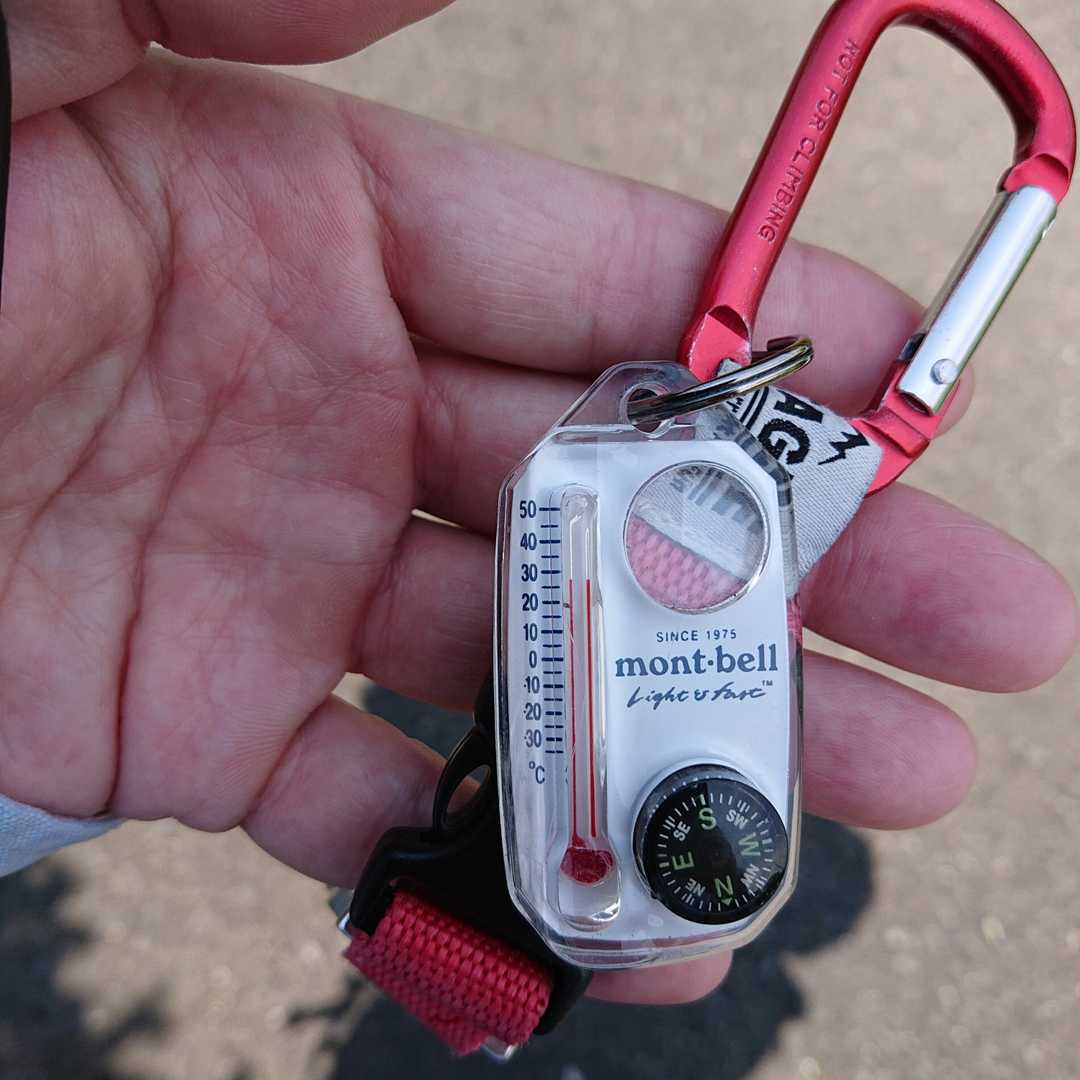 NOT FOR CLIMBING
AG
50
40
30
20
10
0
-10
-20
-30
°C
SINCE 1975
mont-bell
Light & Fast™
S
SW
W
NW
N
NE
E
SE